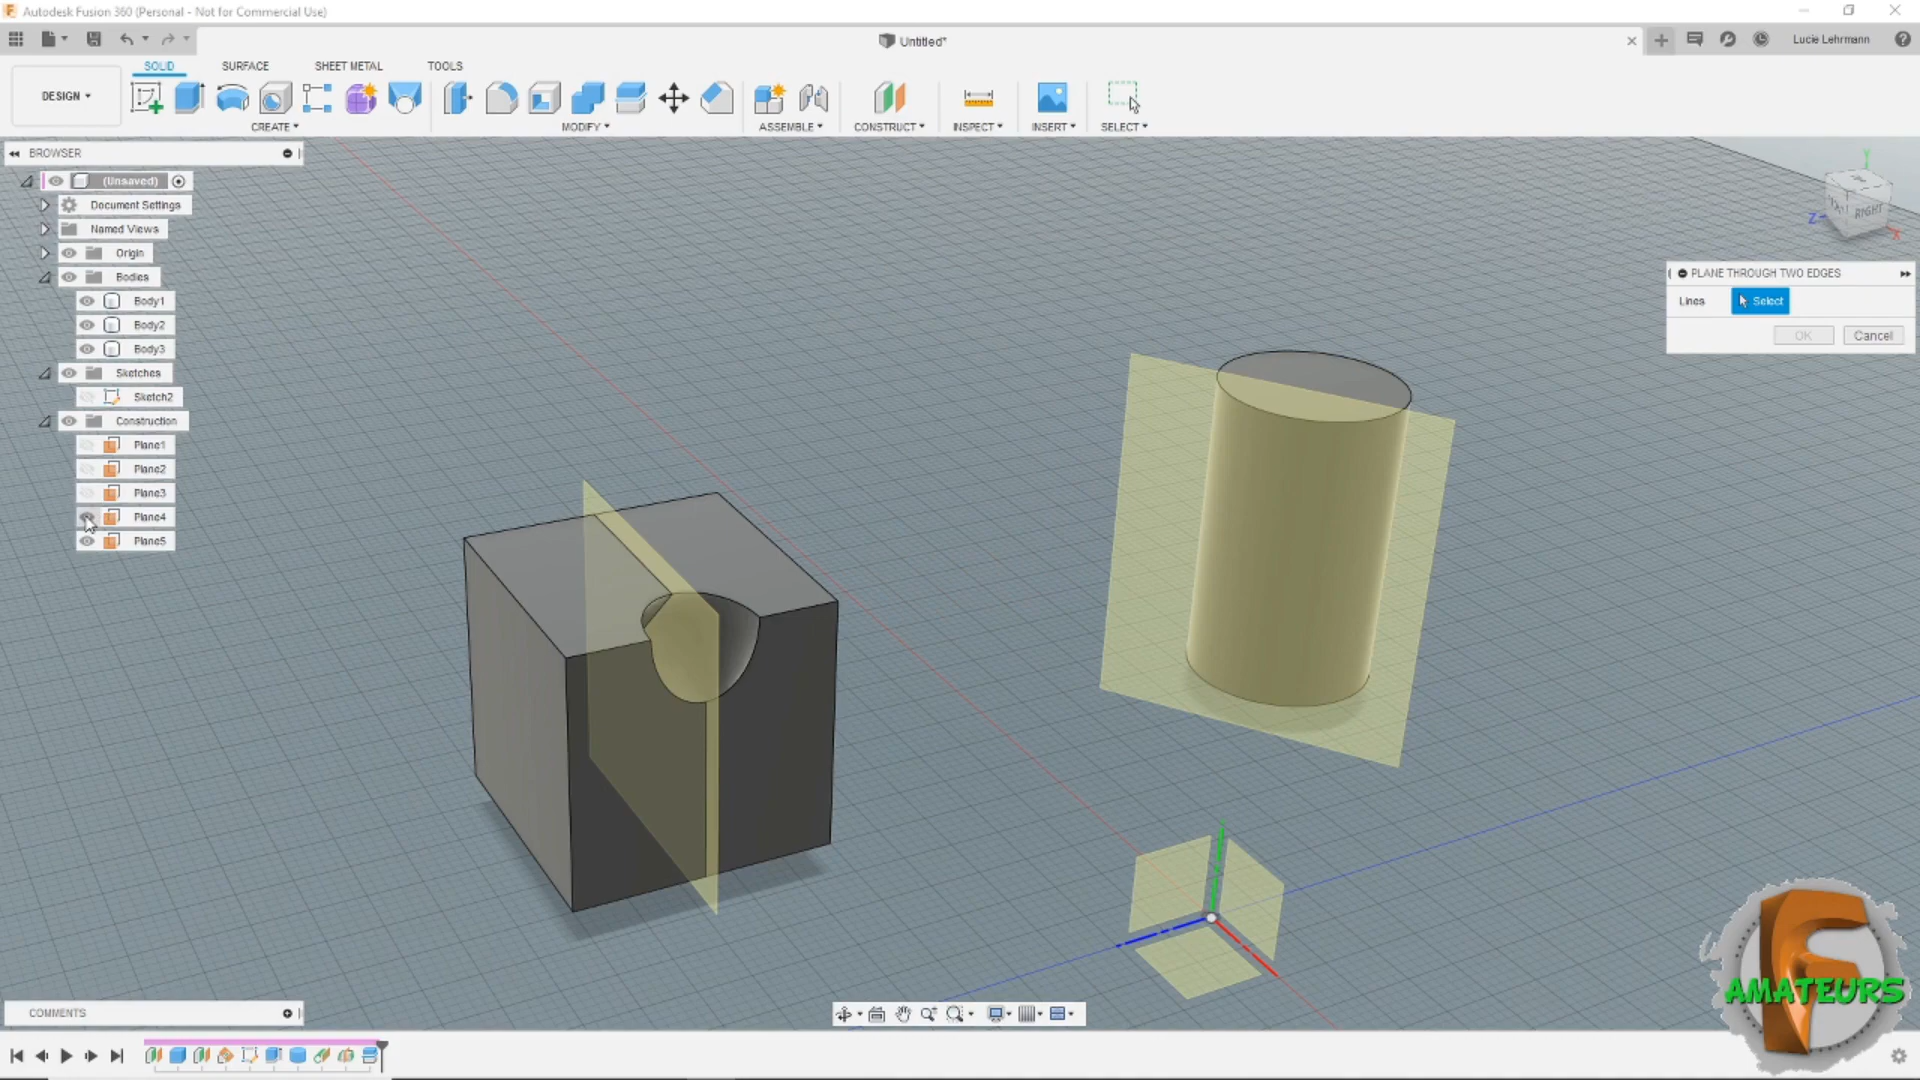 Autodesk Fusion 360 (Personal - Not for Commercial Use)
Untitled*
Lucie Lehrmann
SOLID
SURFACE
SHEET METAL
TOOLS
DESIGN
CREATE
MODIFY
ASSEMBLE
CONSTRUCT
INSPECT
INSERT
SELECT
BROWSER
(Unsaved)
Document Settings
Named Views
Origin
Bodies
Body1
Body2
Body3
Sketches
Sketch2
Construction
Plane1
Plane2
Plane3
Plane4
Plane5
Y
Z
X
RIGHT
PLANE THROUGH TWO EDGES
Lines
Select
OK
Cancel
COMMENTS
F
AMATEURS